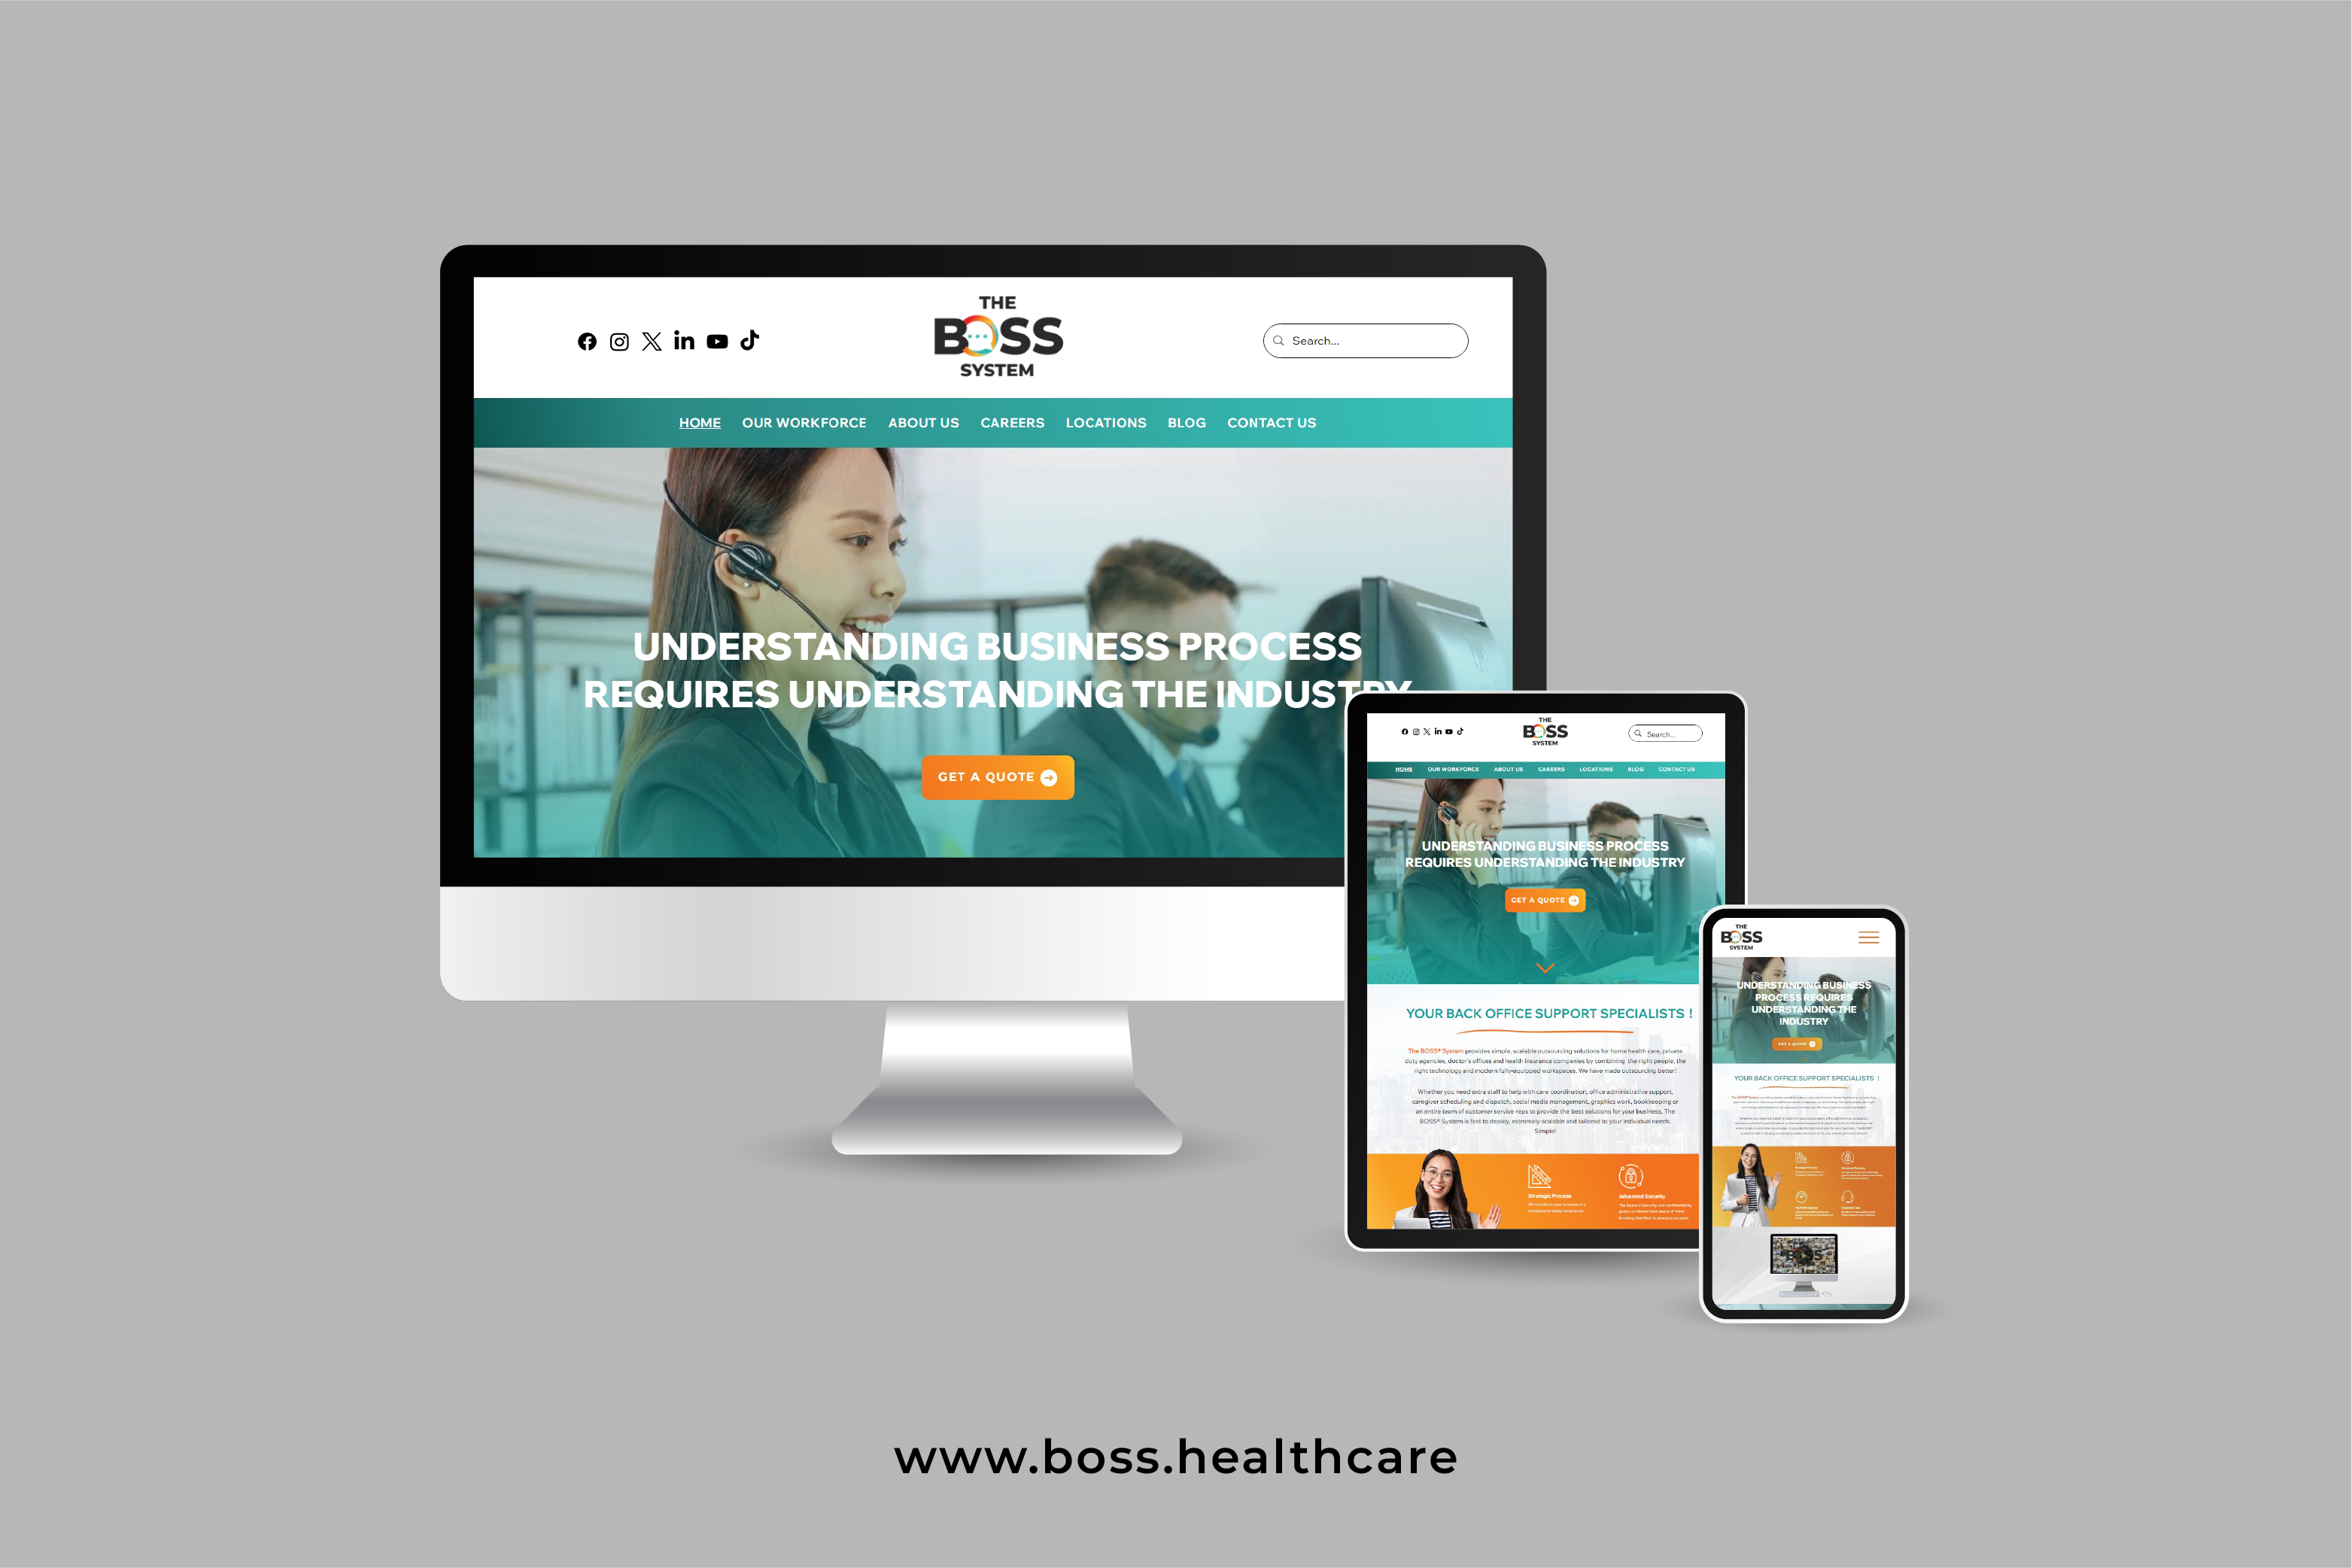 THE
BOSS
SYSTEM
Search...
HOME OUR WORKFORCE ABOUT US CAREERS LOCATIONS BLOG CONTACT US
UNDERSTANDING BUSINESS PROCESS
REQUIRES UNDERSTANDING THE INDUSTRY
GET A QUOTE
THE
BOSS
SYSTEM
Search...
HOME OUR WORKFORCE ABOUT US CAREERS LOCATIONS BLOG CONTACT US
UNDERSTANDING BUSINESS PROCESS
REQUIRES UNDERSTANDING THE INDUSTRY
GET A QUOTE
YOUR BACK OFFICE SUPPORT SPECIALISTS !
The BOSS® System provides simple, scalable outsourcing solutions for home health care, private
duty agencies, doctor's offices and health insurance companies by combining the right people, the
right technology and modern fully-equipped workspaces. We have made outsourcing better!
Whether you need extra staff to help with care coordination, office administrative support,
caregiver scheduling and dispatch, social media management, graphics work, bookkeeping or
an entire team of customer service reps to provide the best solutions for your business. The
BOSS® System is fast to deploy, extremely scalable and tailored to your individual needs.
Simple!
Strategic Process
Advanced Security
THE
BOSS
SYSTEM
UNDERSTANDING BUSINESS
PROCESS REQUIRES
UNDERSTANDING THE
INDUSTRY
GET A QUOTE
YOUR BACK OFFICE SUPPORT SPECIALISTS !
Strategic Process
Advanced Security
BOSS
www.boss.healthcare